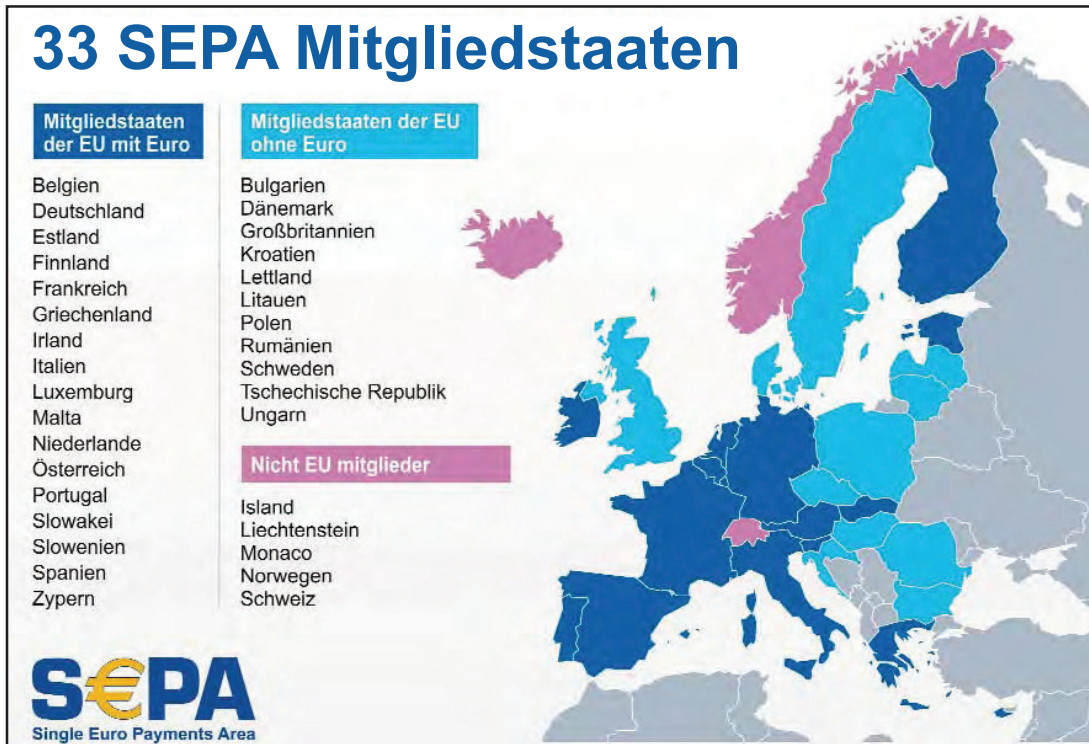 33 SEPA Mitgliedstaaten
Mitgliedstaaten
der EU mit Euro
Belgien
Deutschland
Estland
Finnland
Frankreich
Griechenland
Irland
Italien
Luxemburg
Malta
Niederlande
Österreich
Portugal
Slowakei
Slowenien
Spanien
Zypern
Mitgliedstaaten der EU
ohne Euro
Bulgarien
Dänemark
Großbritannien
Kroatien
Lettland
Litauen
Polen
Rumänien
Schweden
Tschechische Republik
Ungarn
Nicht EU mitglieder
Island
Liechtenstein
Monaco
Norwegen
Schweiz
S€PA
Single Euro Payments Area